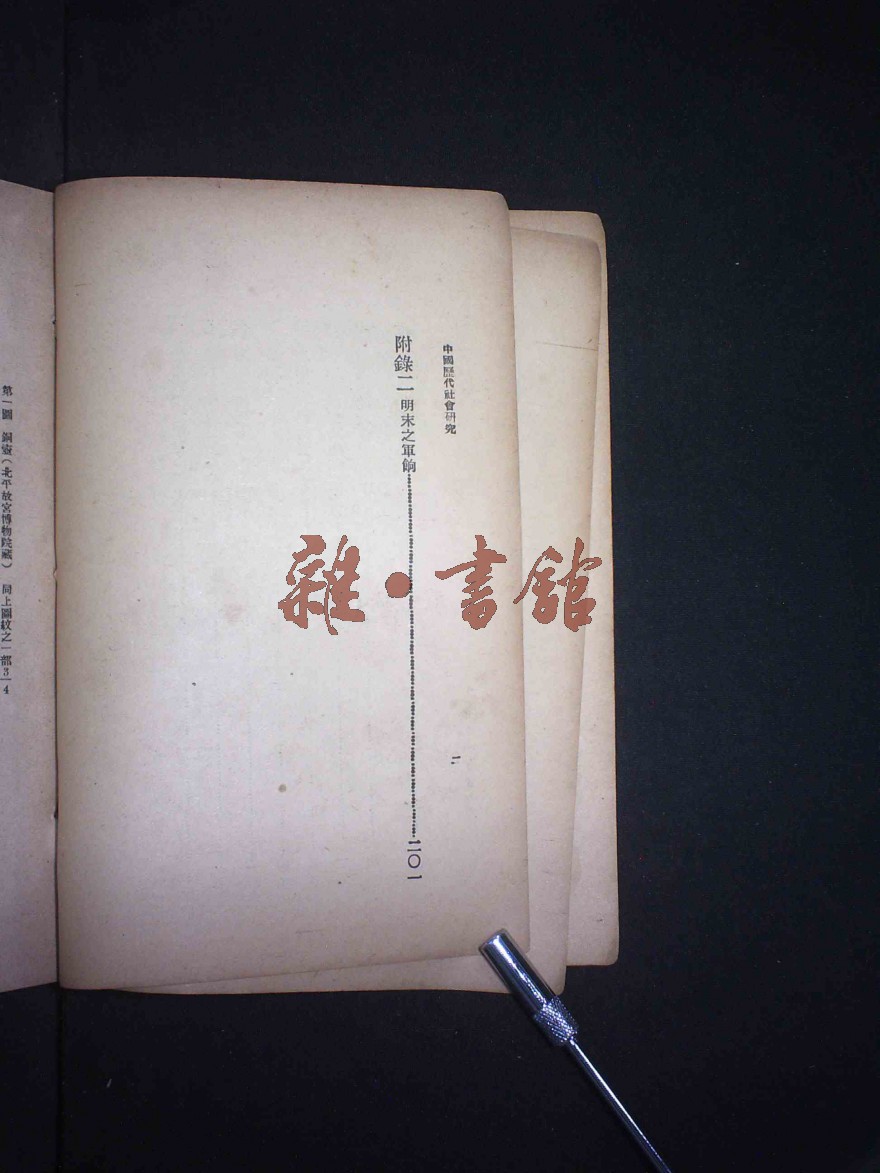 中國歷代社會研究
二
附錄二 明末之軍餉……二〇一
第一圖 銅壺(北平故宮博物院藏) 同上圖紋之一部3/4
雜·書館